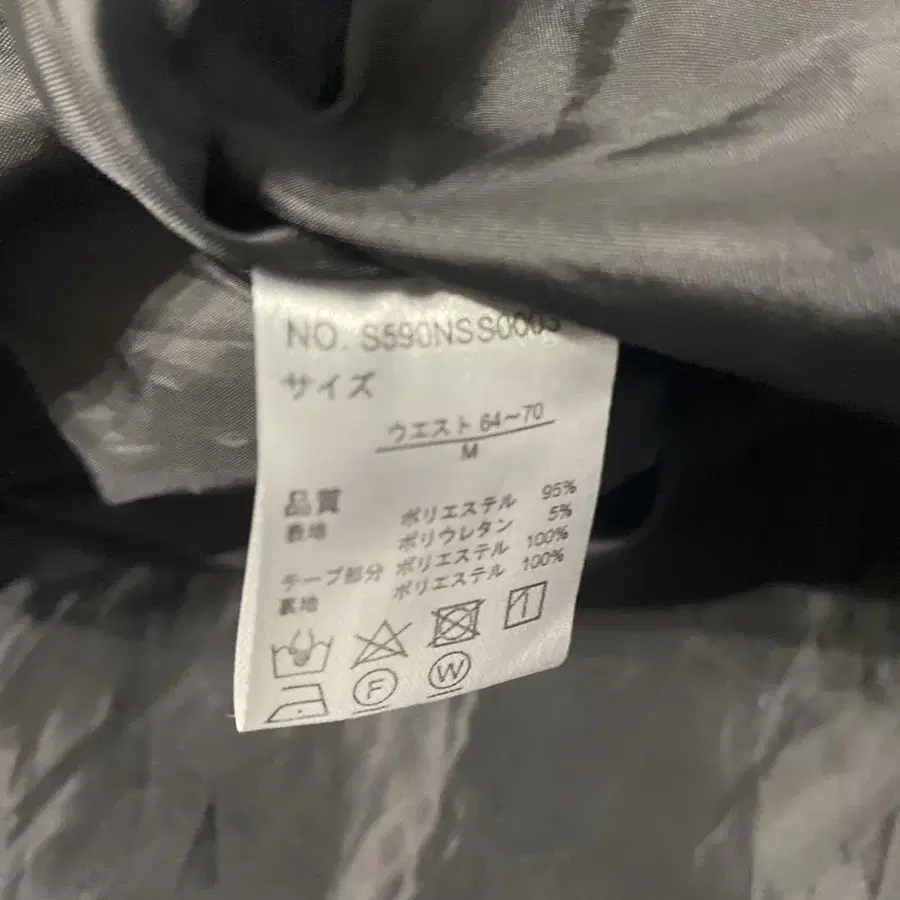 NO. S590NSS0003
サイズ
ウエスト 64〜70
M
品質
表地 ポリエステル 95%
ポリウレタン 5%
テープ部分 ポリエステル 100%
裏地 ポリエステル 100%
F W